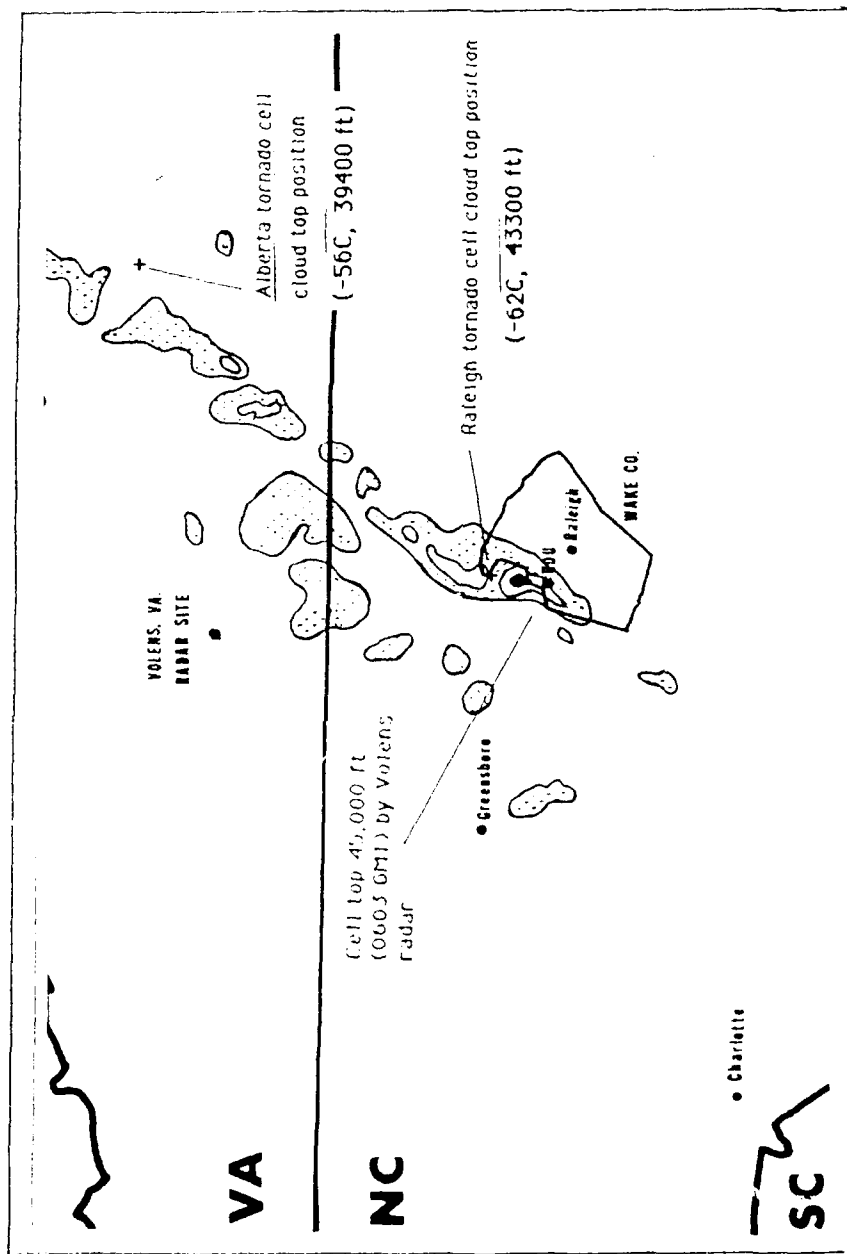 VA
NC
SC
VOLENS, VA.
RADAR SITE
Alberta tornado cell
cloud top position
(-56C, 39400 ft)
Cell top 45,000 ft
(0603 GMT) by Volens
radar
Raleigh tornado cell cloud top position
(-62C, 43300 ft)
Greensboro
RDU
Raleigh
WAKE CO.
Charlotte